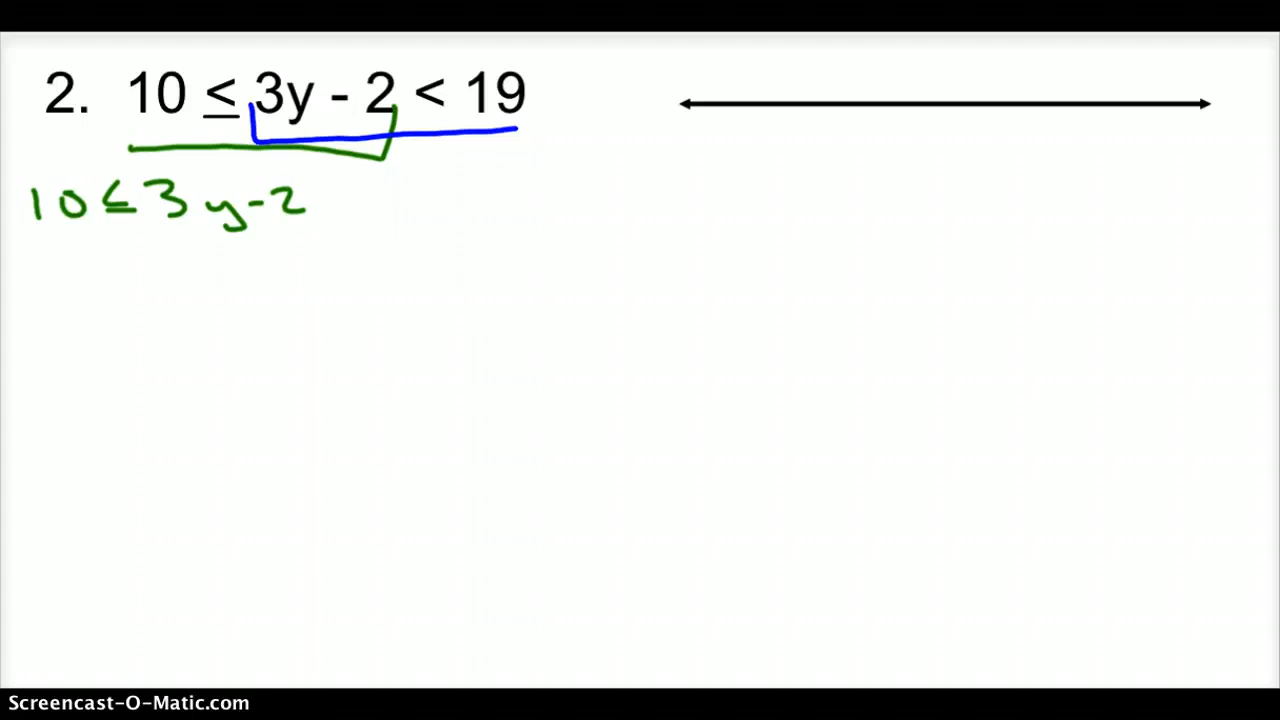 2. 10 ≤ 3y - 2 < 19
10 ≤ 3y - 2
Screencast-O-Matic.com